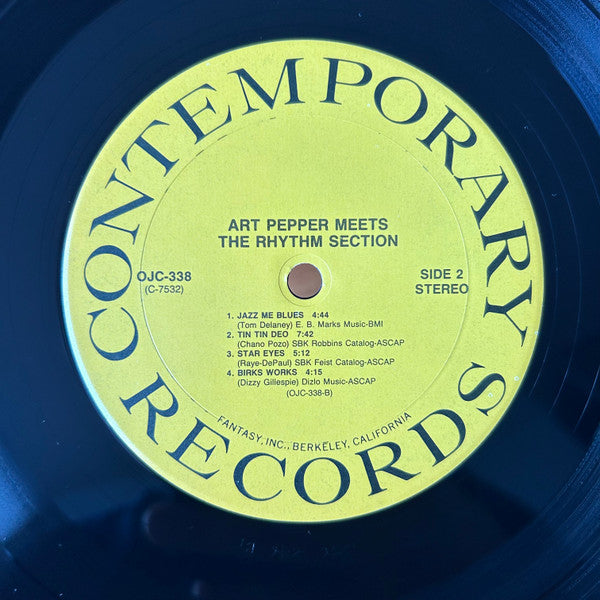 CONTEMPORARY RECORDS
ART PEPPER MEETS
THE RHYTHM SECTION
OJC-338
(C-7532)
SIDE 2
STEREO
1. JAZZ ME BLUES 4:44
(Tom Delaney) E. B. Marks Music-BMI
2. TIN TIN DEO 7:42
(Chano Pozo) SBK Robbins Catalog-ASCAP
3. STAR EYES 5:12
(Raye-DePaul) SBK Feist Catalog-ASCAP
4. BIRKS WORKS 4:15
(Dizzy Gillespie) Dizlo Music-ASCAP
(OJC-338-B)
FANTASY, INC., BERKELEY, CALIFORNIA